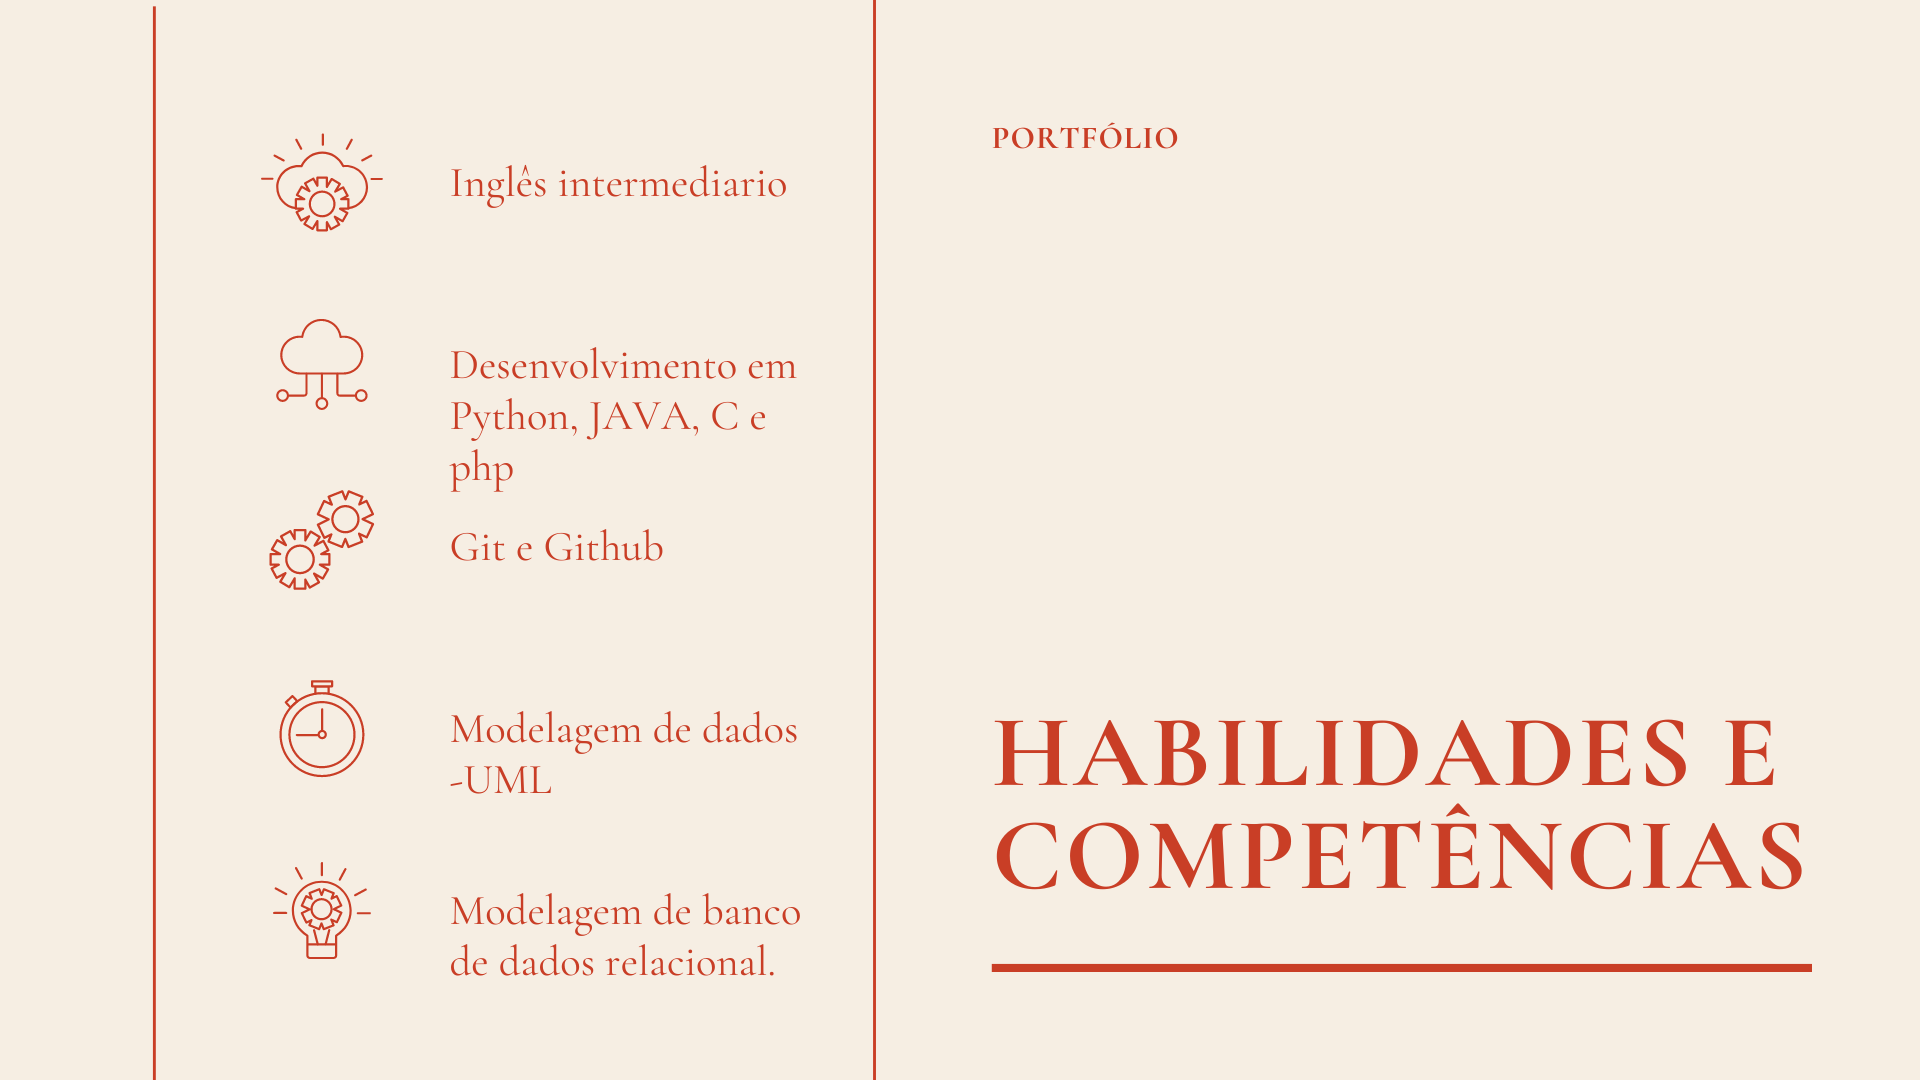 Inglês intermediario
Desenvolvimento em
Python, JAVA, C e
php
Git e Github
Modelagem de dados
-UML
Modelagem de banco
de dados relacional.
PORTFÓLIO
HABILIDADES E
COMPETÊNCIAS